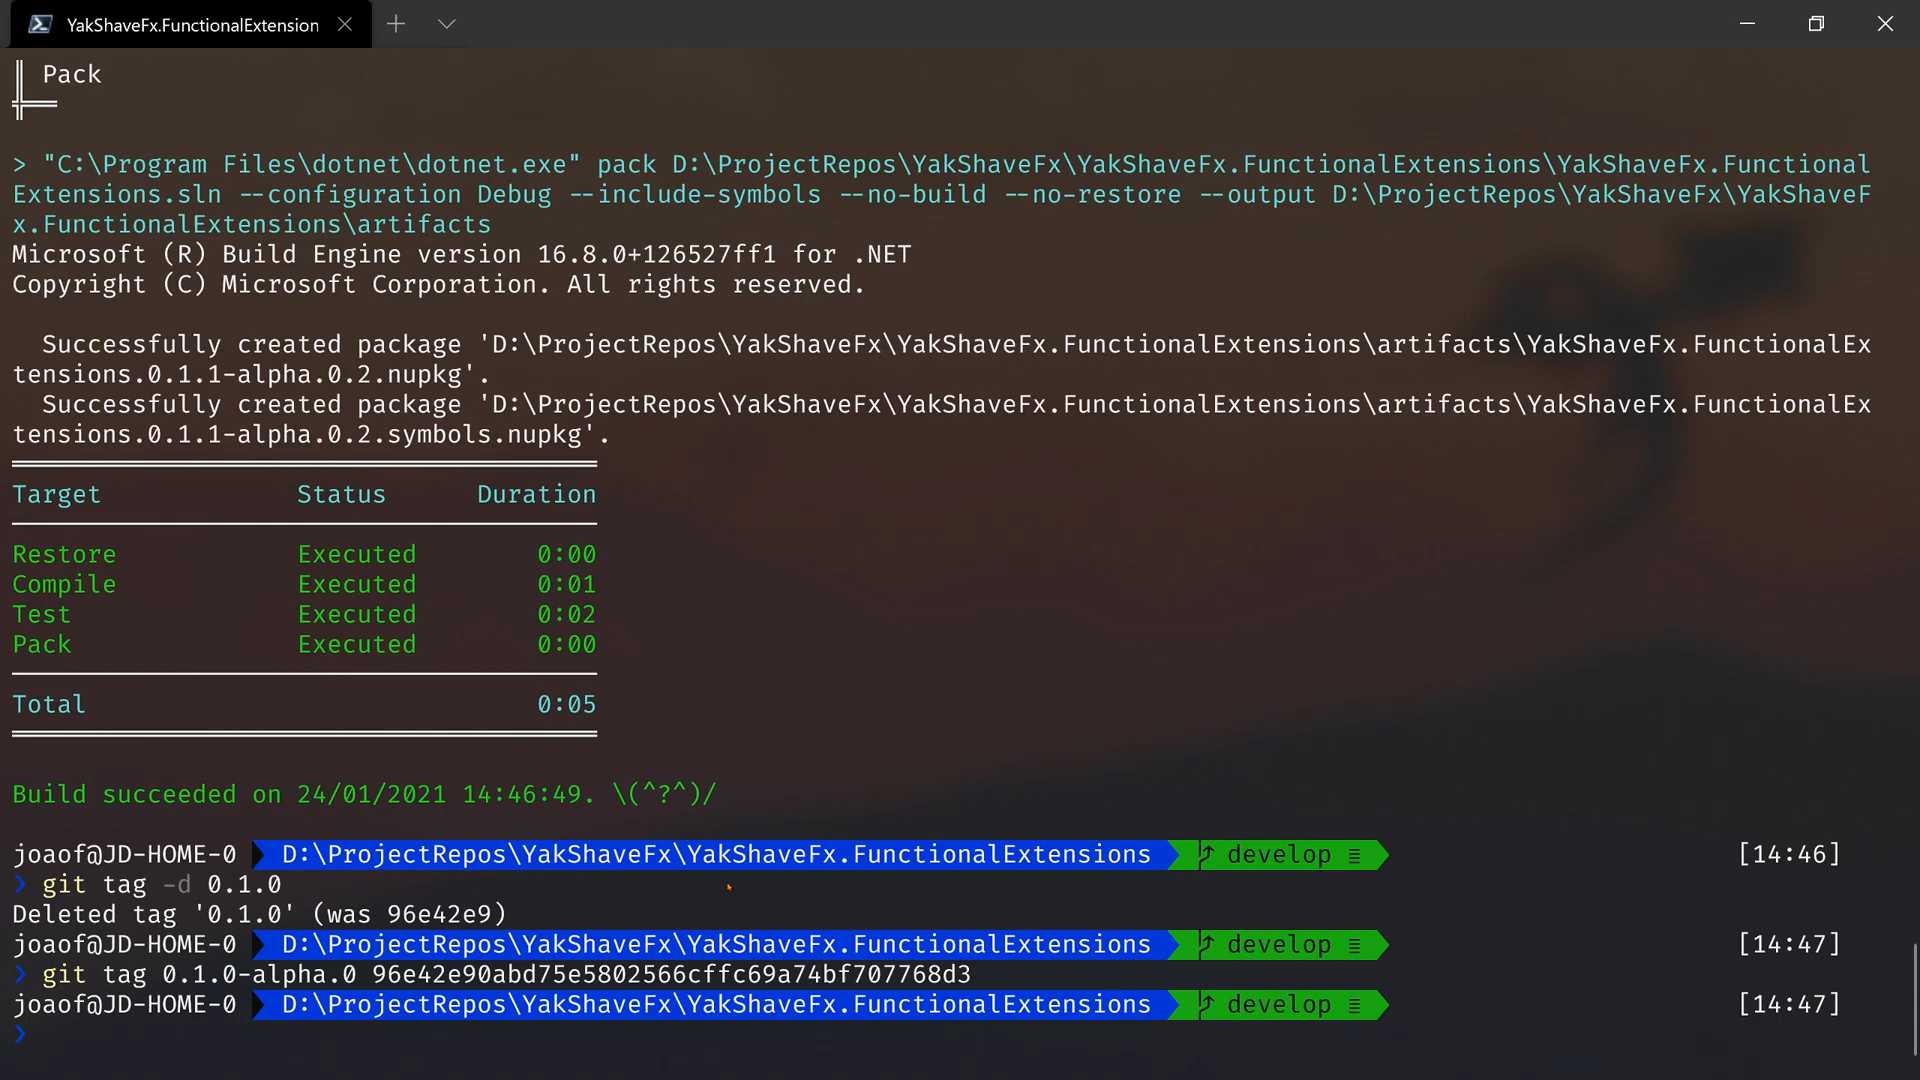 YakShaveFx.FunctionalExtension
Pack
> "C:\Program Files\dotnet\dotnet.exe" pack D:\ProjectRepos\YakShaveFx\YakShaveFx.FunctionalExtensions\YakShaveFx.Functional
Extensions.sln --configuration Debug --include-symbols --no-build --no-restore --output D:\ProjectRepos\YakShaveFx\YakShaveF
x.FunctionalExtensions\artifacts
Microsoft (R) Build Engine version 16.8.0+126527ff1 for .NET
Copyright (C) Microsoft Corporation. All rights reserved.
Successfully created package 'D:\ProjectRepos\YakShaveFx\YakShaveFx.FunctionalExtensions\artifacts\YakShaveFx.FunctionalEx
tensions.0.1.1-alpha.0.2.nupkg'.
Successfully created package 'D:\ProjectRepos\YakShaveFx\YakShaveFx.FunctionalExtensions\artifacts\YakShaveFx.FunctionalEx
tensions.0.1.1-alpha.0.2.symbols.nupkg'.
Target Status Duration
Restore Executed 0:00
Compile Executed 0:01
Test Executed 0:02
Pack Executed 0:00
Total 0:05
Build succeeded on 24/01/2021 14:46:49. \(^?^)/
joaof@JD-HOME-0 D:\ProjectRepos\YakShaveFx\YakShaveFx.FunctionalExtensions develop ≡ [14:46]
❯ git tag -d 0.1.0
Deleted tag '0.1.0' (was 96e42e9)
joaof@JD-HOME-0 D:\ProjectRepos\YakShaveFx\YakShaveFx.FunctionalExtensions develop ≡ [14:47]
❯ git tag 0.1.0-alpha.0 96e42e90abd75e5802566cffc69a74bf707768d3
joaof@JD-HOME-0 D:\ProjectRepos\YakShaveFx\YakShaveFx.FunctionalExtensions develop ≡ [14:47]
❯